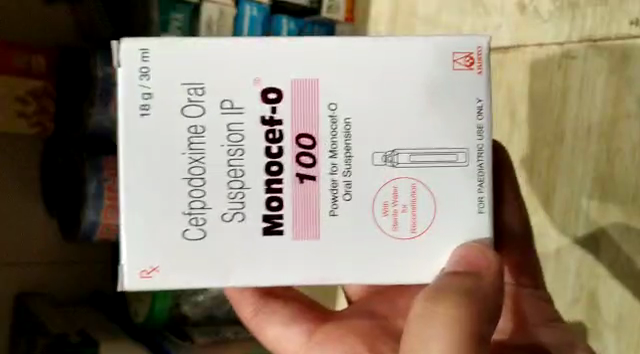 18 g / 30 ml
Rx
Cefpodoxime Oral
Suspension IP
Monocef-O®
100
Powder for Monocef-O
Oral Suspension
With
Sterile Water
for
Reconstitution
ARISTO
FOR PAEDIATRIC USE ONLY